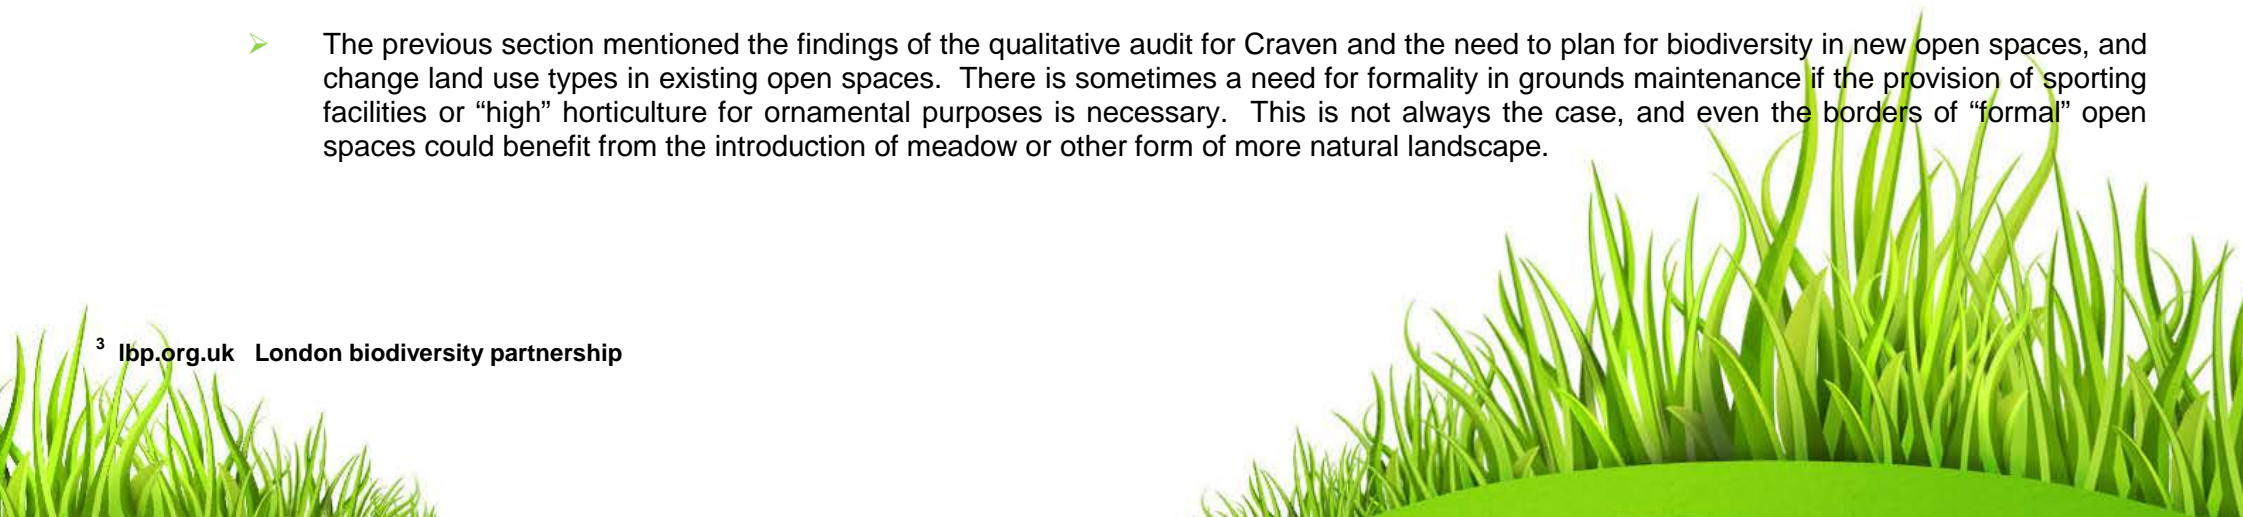 ➢ The previous section mentioned the findings of the qualitative audit for Craven and the need to plan for biodiversity in new open spaces, and
change land use types in existing open spaces.  There is sometimes a need for formality in grounds maintenance if the provision of sporting
facilities or “high” horticulture for ornamental purposes is necessary.  This is not always the case, and even the borders of “formal” open
spaces could benefit from the introduction of meadow or other form of more natural landscape.
3 lbp.org.uk   London biodiversity partnership